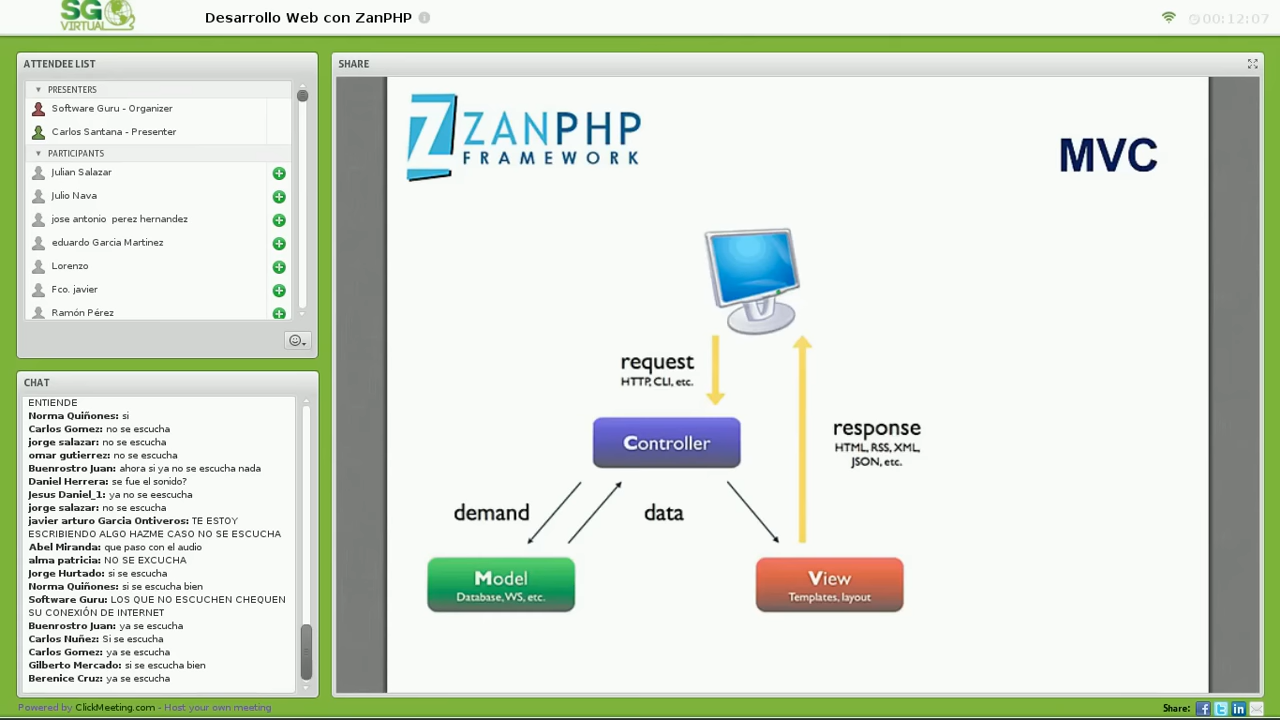 SG
VIRTUAL
Desarrollo Web con ZanPHP
00:12:07
ATTENDEE LIST
PRESENTERS
Software Guru - Organizer
Carlos Santana - Presenter
PARTICIPANTS
Julian Salazar
Julio Nava
jose antonio perez hernandez
eduardo Garcia Martinez
Lorenzo
Fco. javier
Ramón Pérez
CHAT
ENTIENDE
Norma Quiñones: si
Carlos Gomez: no se escucha
jorge salazar: no se escucha
omar gutierrez: no se escucha
Buenrostro Juan: ahora si ya no se escucha nada
Daniel Herrera: se fue el sonido?
Jesus Daniel_1: ya no se eescucha
jorge salazar: no se escucha
javier arturo Garcia Ontiveros: TE ESTOY
ESCRIBIENDO ALGO HAZME CASO NO SE ESCUCHA
Abel Miranda: que paso con el audio
alma patricia: NO SE EXCUCHA
Jorge Hurtado: si se escucha
Norma Quiñones: si se escucha bien
Software Guru: LOS QUE NO ESCUCHEN CHEQUEN
SU CONEXIÓN DE INTERNET
Buenrostro Juan: ya se escucha
Carlos Nuñez: Si se escucha
Carlos Gomez: ya se escucha
Gilberto Mercado: si se escucha bien
Berenice Cruz: ya se escucha
SHARE
ZANPHP
FRAMEWORK
MVC
request
HTTP, CLI, etc.
Controller
response
HTML, RSS, XML,
JSON, etc.
demand
data
Model
Database, WS, etc.
View
Templates, layout
Powered by ClickMeeting.com - Host your own meeting
Share: